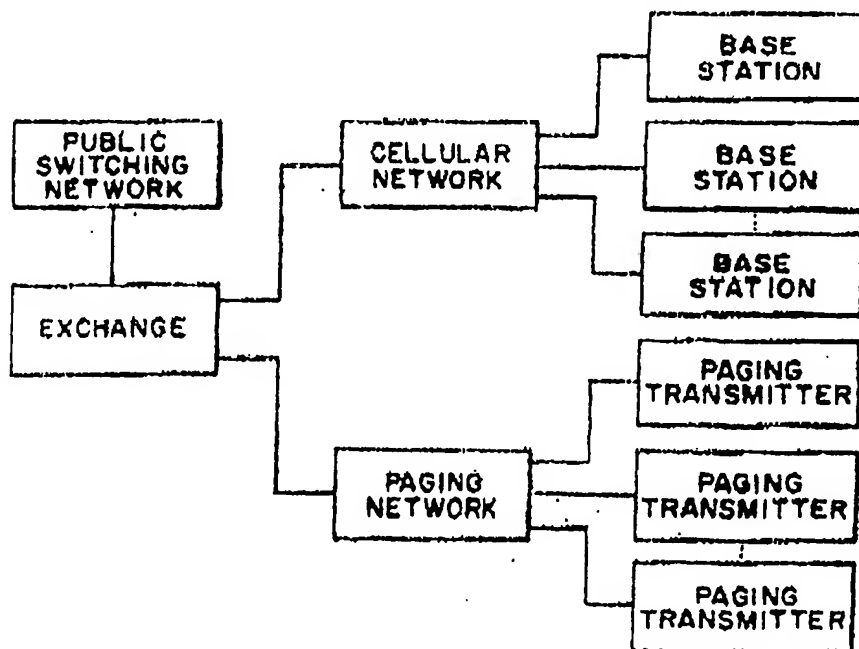 BASE
STATION
PUBLIC
SWITCHING
NETWORK
CELLULAR
NETWORK
BASE
STATION
BASE
STATION
EXCHANGE
PAGING
TRANSMITTER
PAGING
NETWORK
PAGING
TRANSMITTER
PAGING
TRANSMITTER